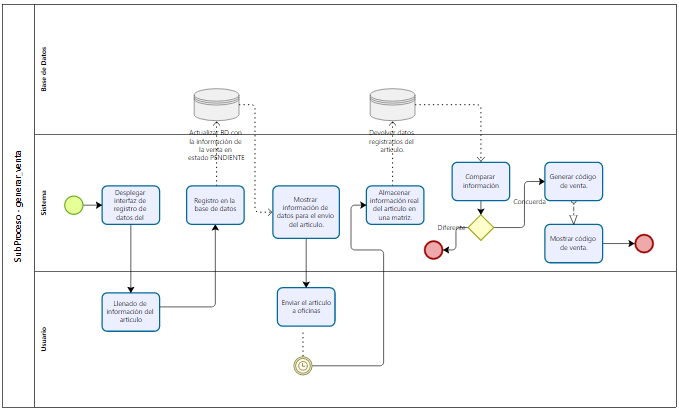 Sub Proceso - generar_venta
Base de Datos
Actualizar BD con
la información de
la venta en
estado PENDIENTE
Devolver datos
registrados del
artículo.
Sistema
Desplegar
interfaz de
registro de
datos del
Registro en la
base de datos
Mostrar
información de
datos para el envio
del artículo.
Almacenar
información real
del artículo en
una matriz.
Comparar
información
Generar código
de venta.
Concuerda
Diferente
Mostrar código
de venta.
Usuario
Llenado de
información del
artículo
Enviar el artículo
a oficinas